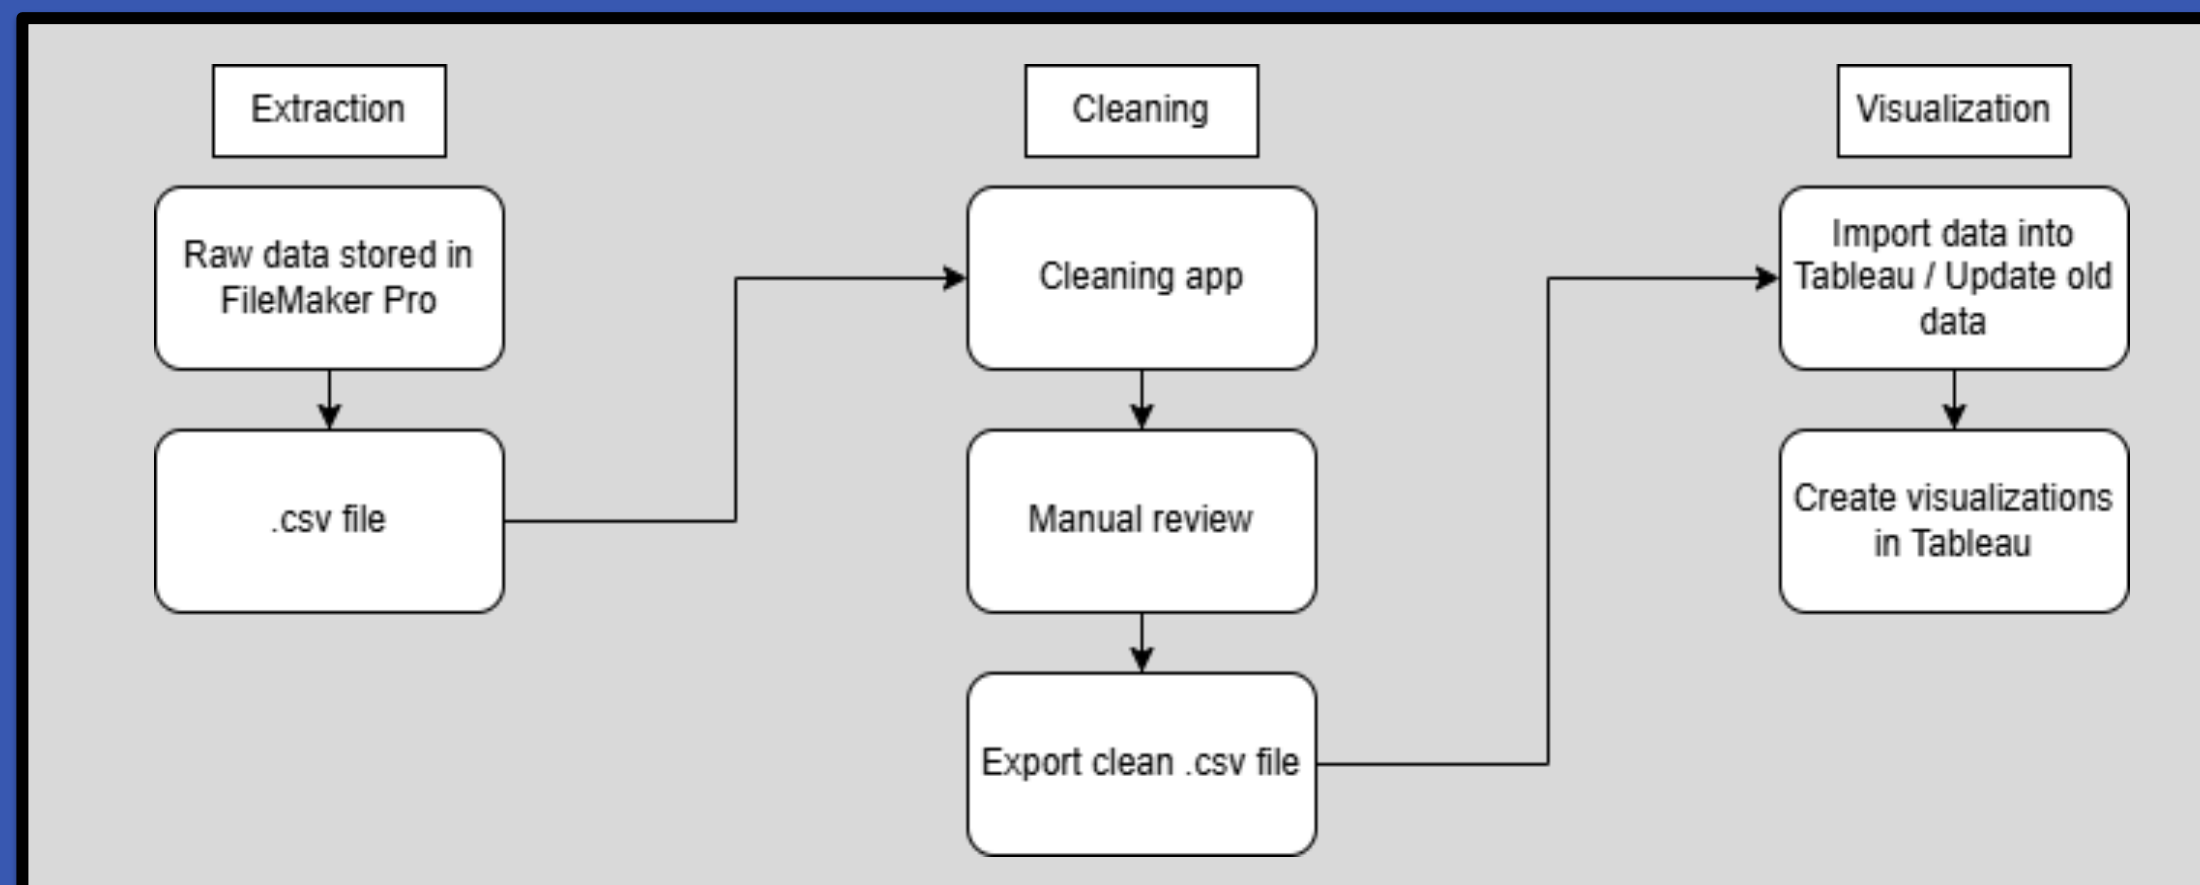 Extraction
Raw data stored in
FileMaker Pro
.csv file
Cleaning
Cleaning app
Manual review
Export clean .csv file
Visualization
Import data into
Tableau / Update old
data
Create visualizations
in Tableau